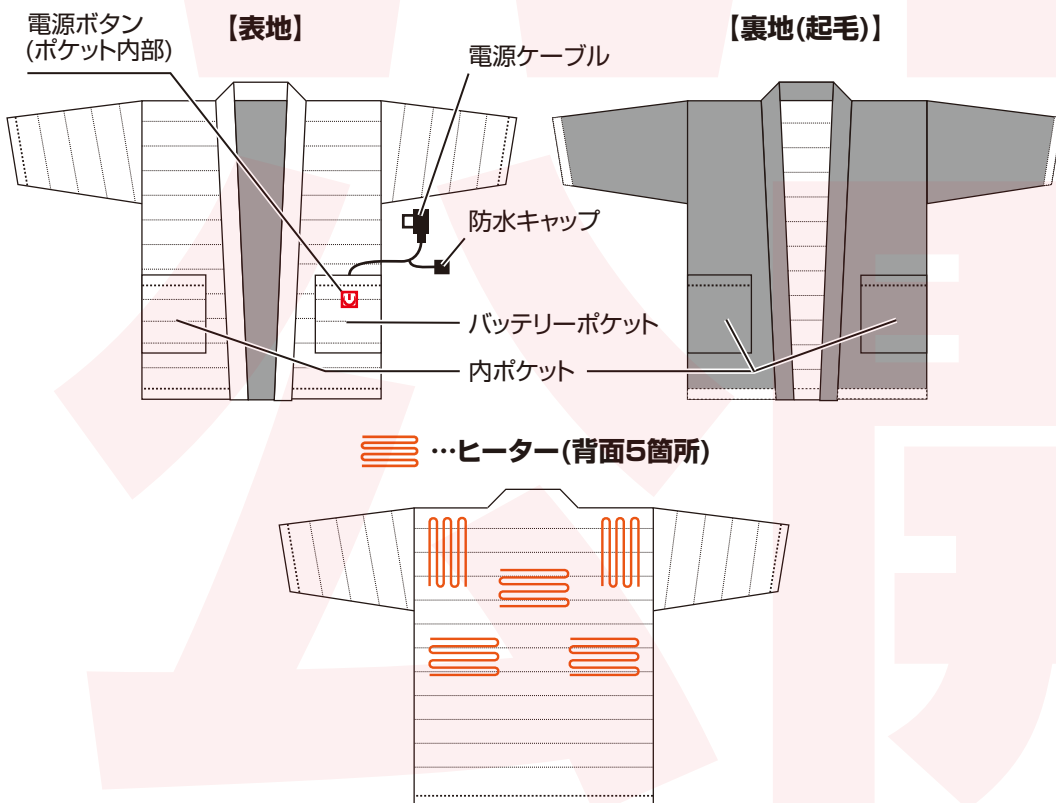 電源ボタン
(ポケット内部)
【表地】
電源ケーブル
【裏地(起毛)】
防水キャップ
バッテリーポケット
内ポケット
…ヒーター(背面5箇所)